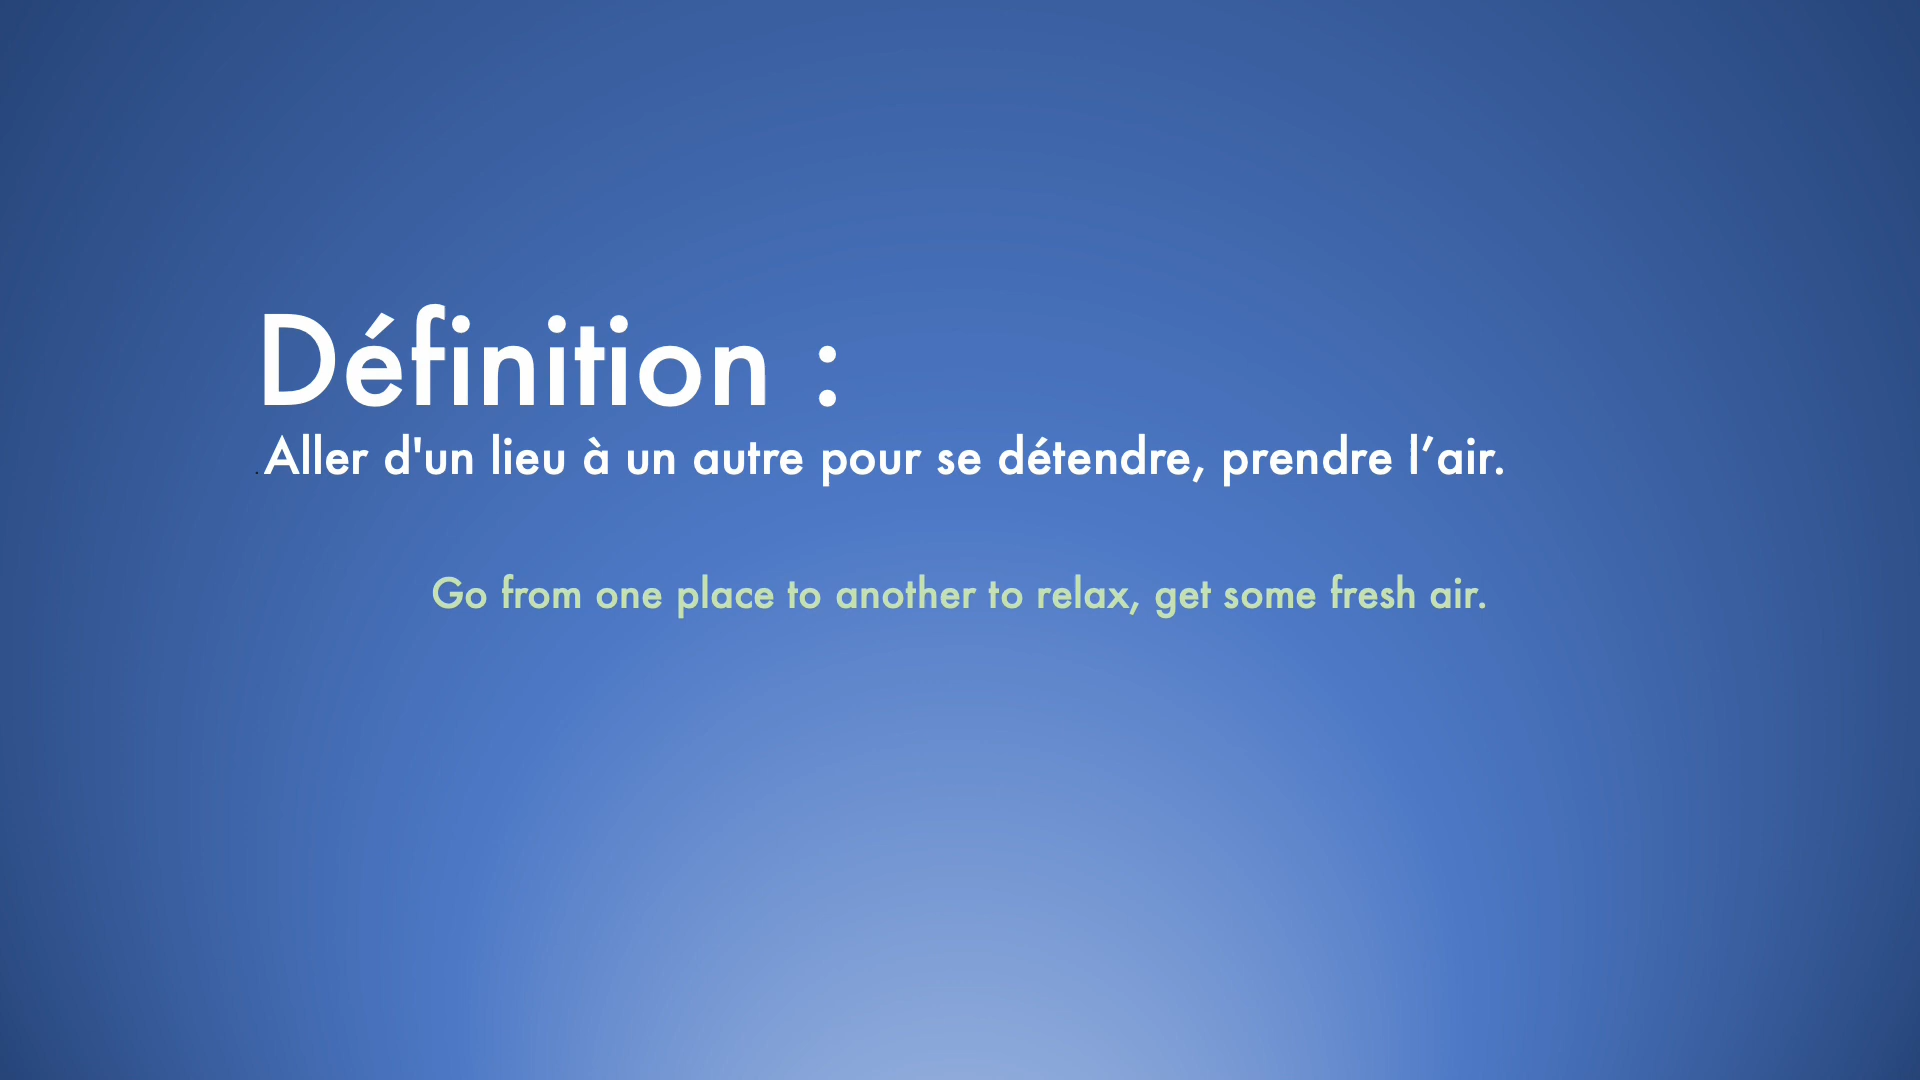 Définition :
Aller d'un lieu à un autre pour se détendre, prendre l’air.
Go from one place to another to relax, get some fresh air.